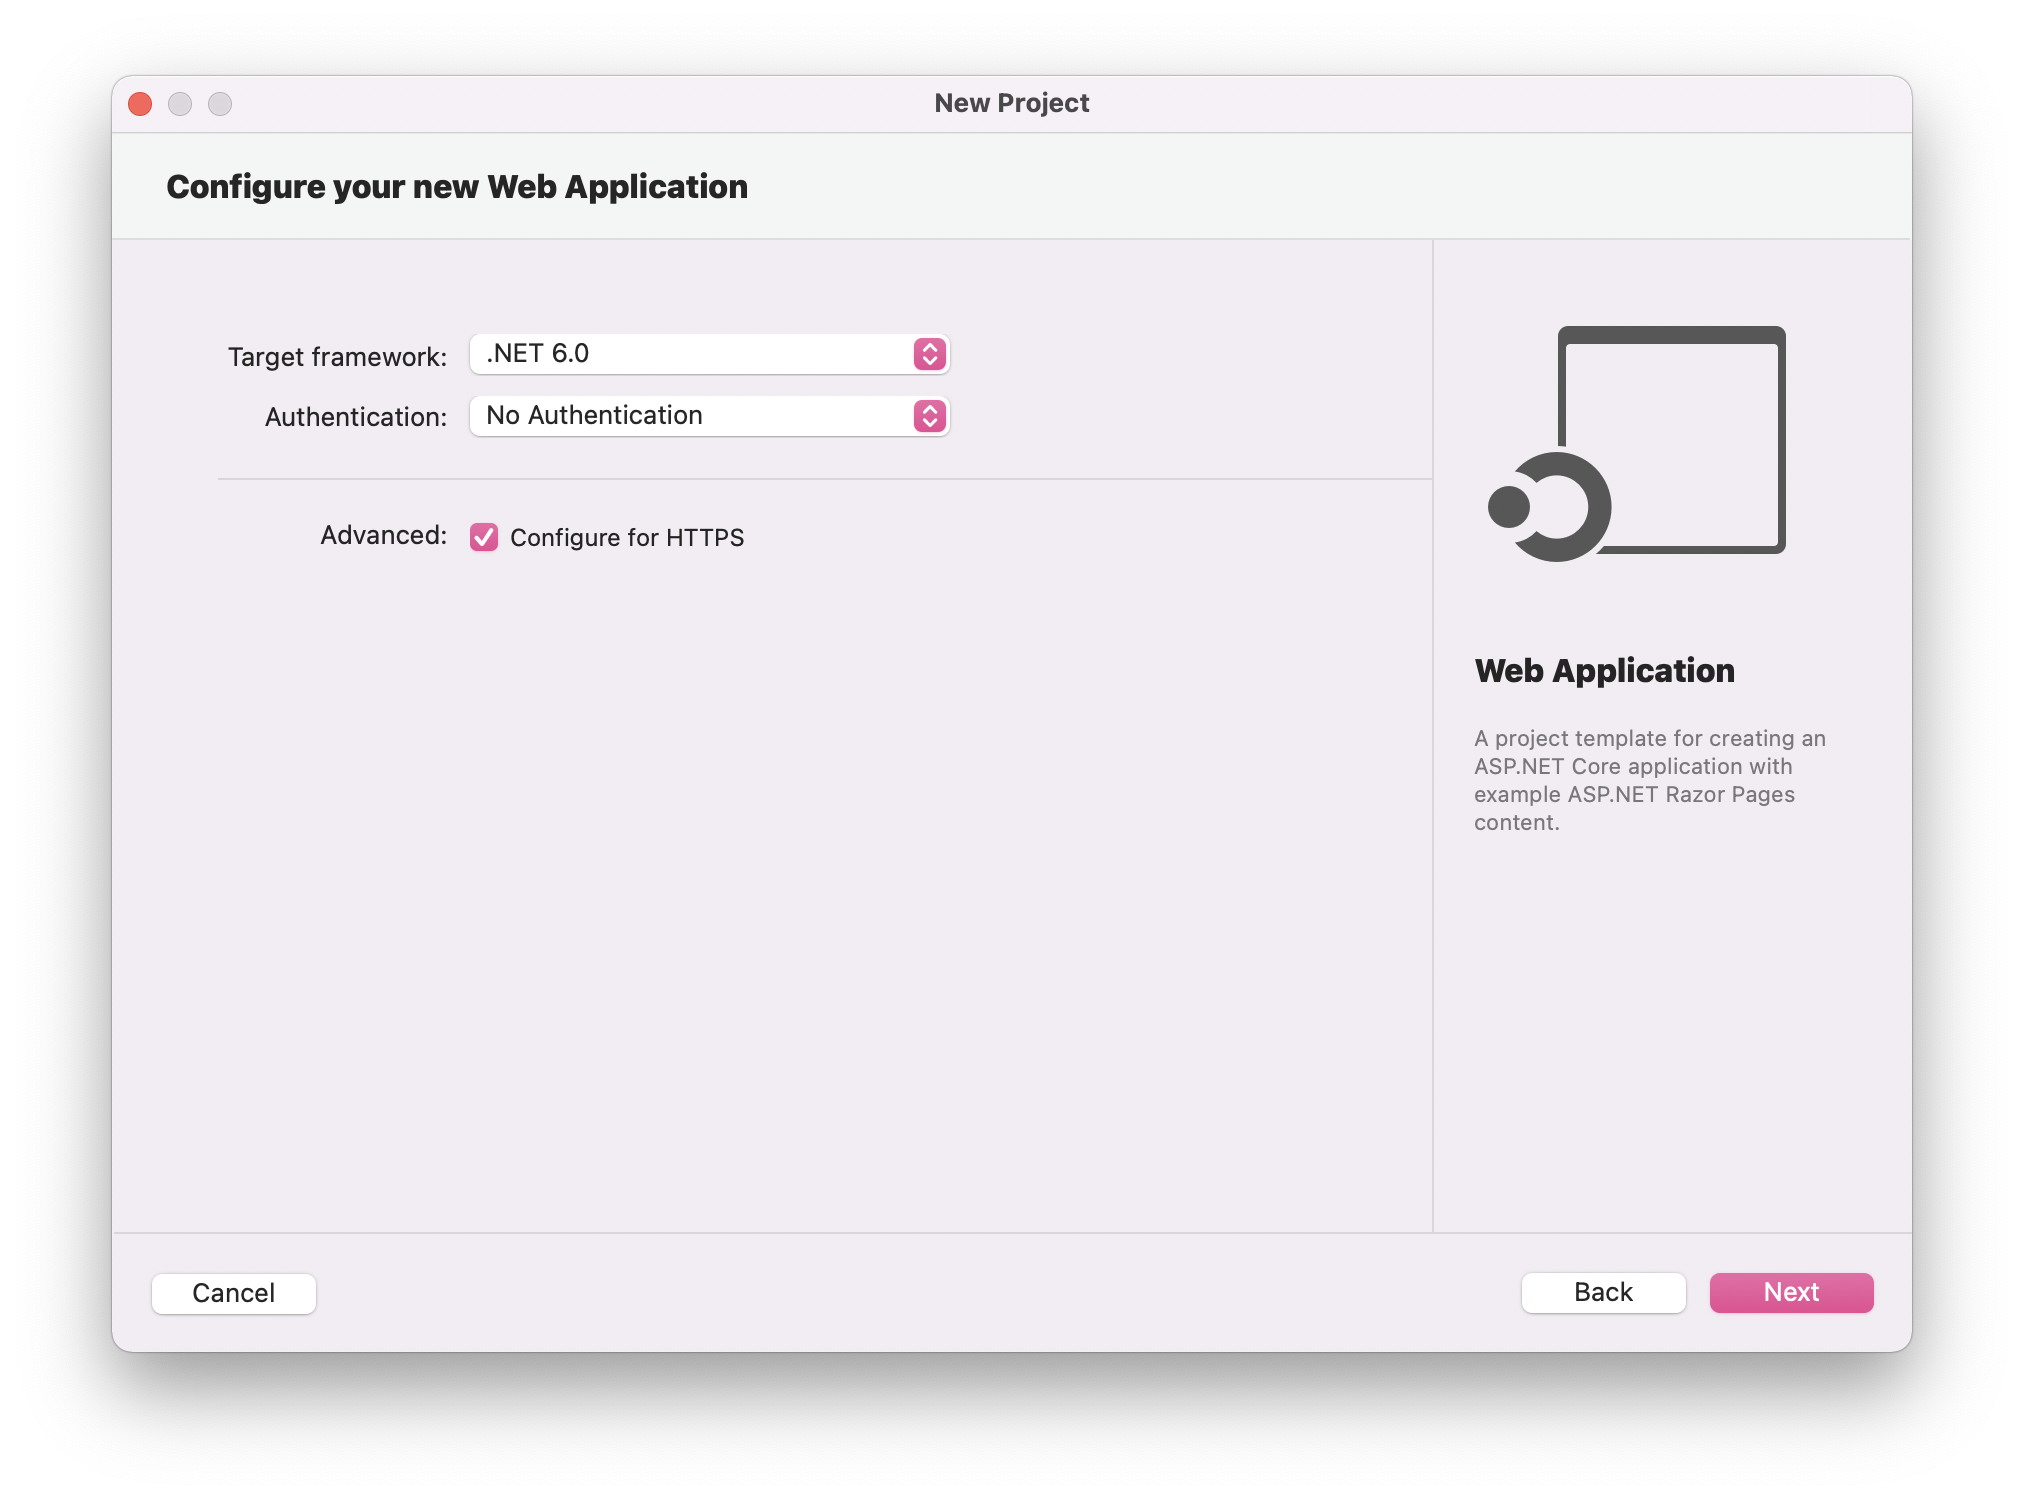 New Project
Configure your new Web Application
Target framework: .NET 6.0
Authentication: No Authentication
Advanced: Configure for HTTPS
Web Application
A project template for creating an
ASP.NET Core application with
example ASP.NET Razor Pages
content.
Cancel Back Next